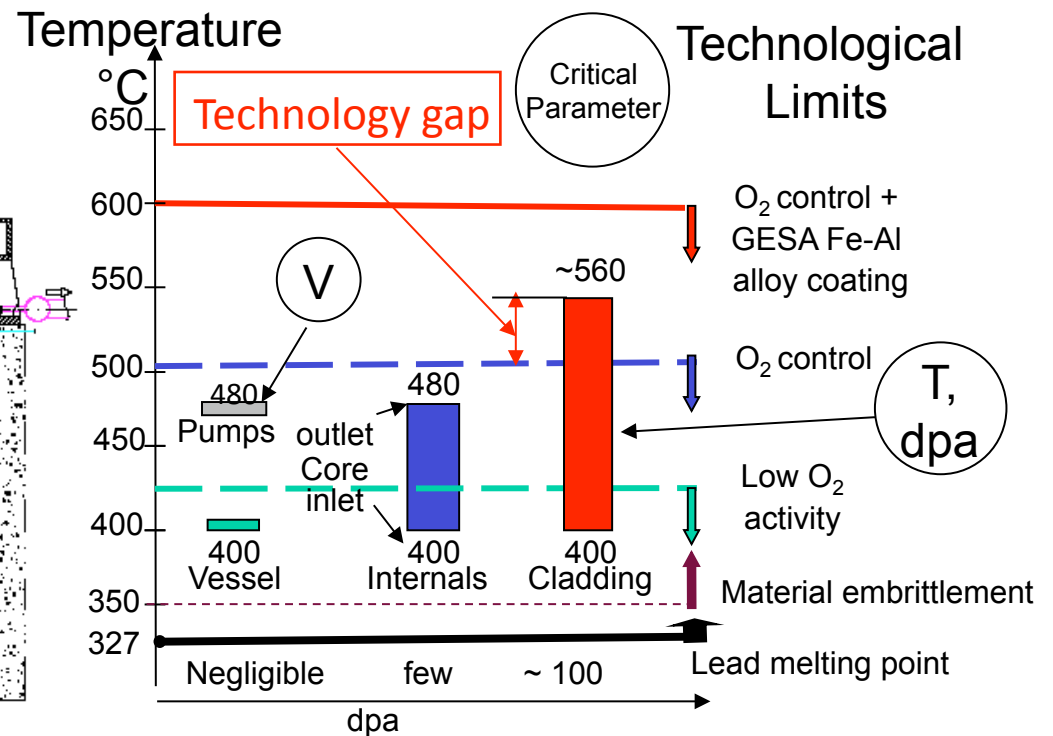 Temperature
°C
Technology gap
Critical
Parameter
Technological
Limits
650
600
550
500
450
400
350
327
V
~560
480
Pumps
480
outlet
Core
inlet
400
Vessel
400
Internals
400
Cladding
O₂ control +
GESA Fe-Al
alloy coating
O₂ control
T,
dpa
Low O₂
activity
Material embrittlement
Lead melting point
Negligible few ~ 100
dpa